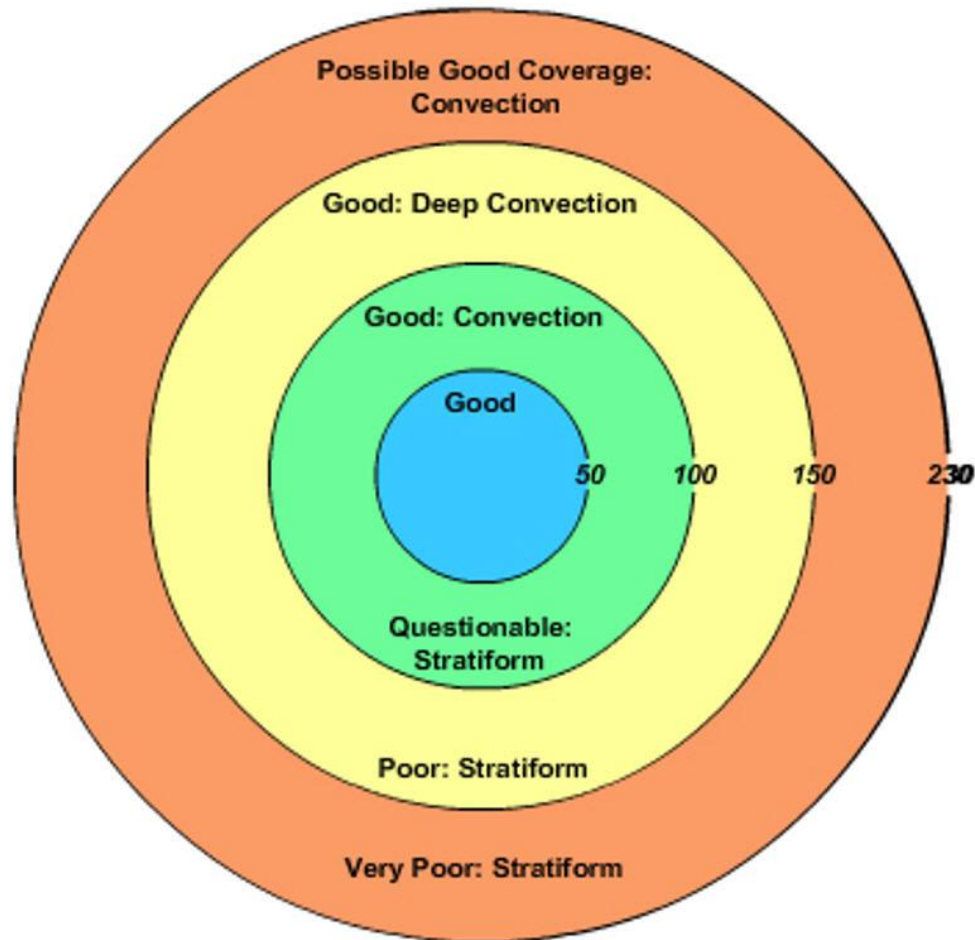 Possible Good Coverage:
Convection
Good: Deep Convection
Good: Convection
Good
50
100
150
230
Questionable:
Stratiform
Poor: Stratiform
Very Poor: Stratiform